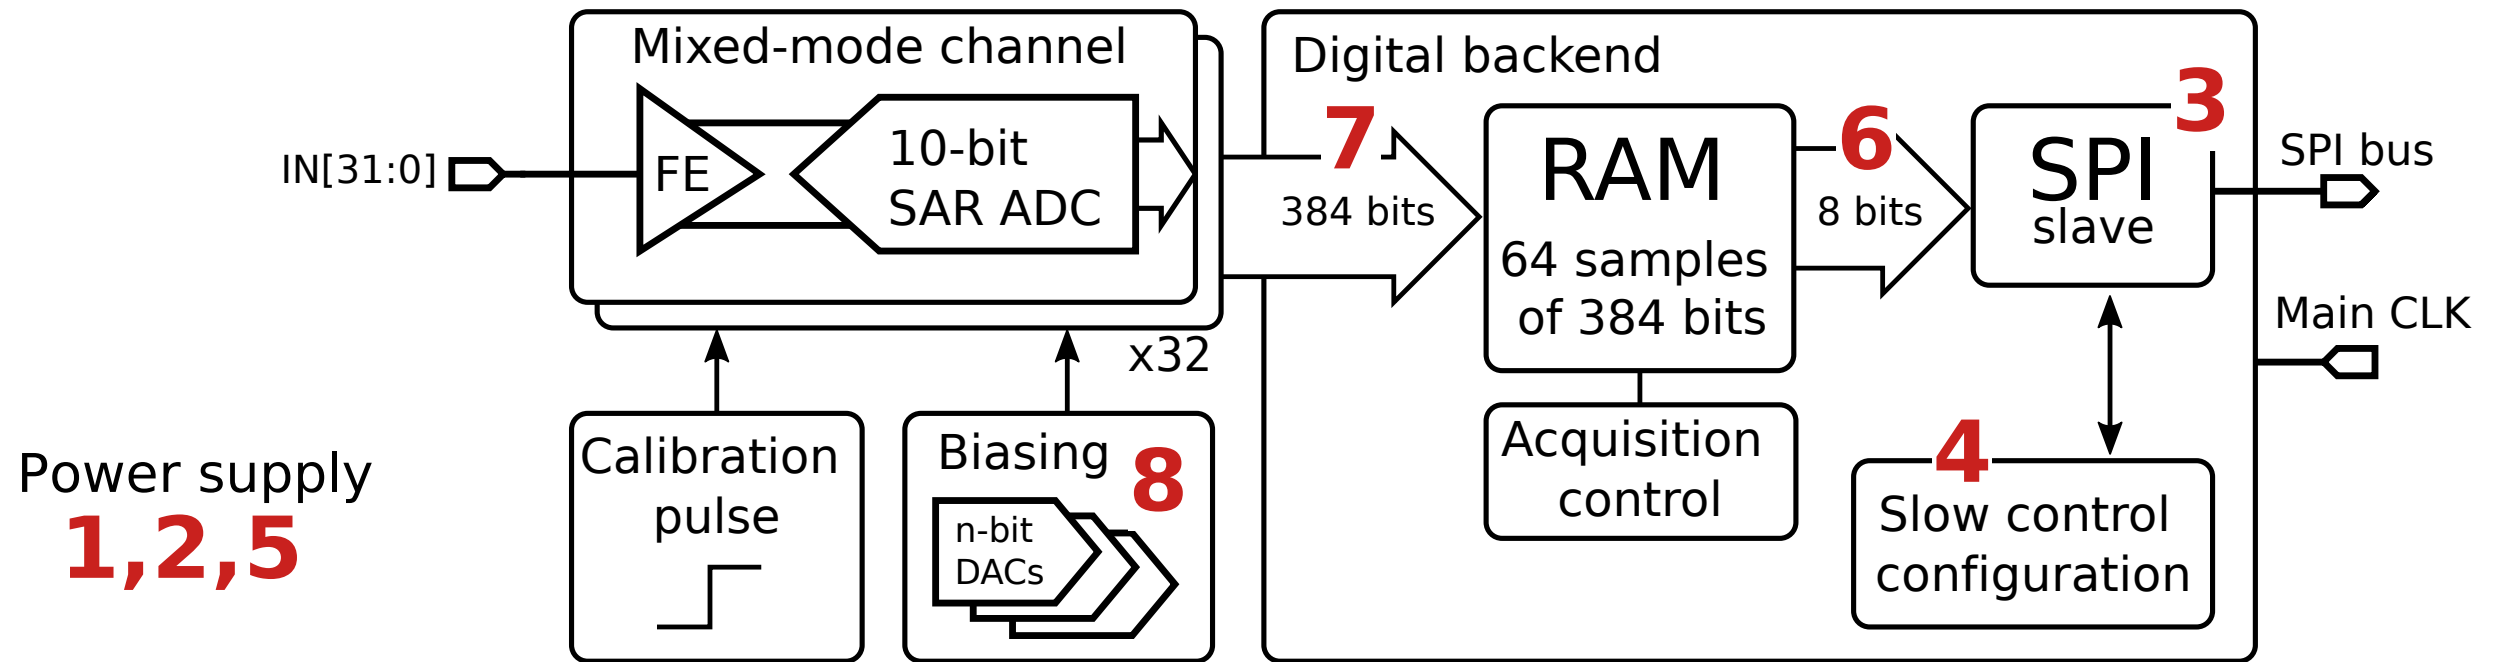 Mixed-mode channel
FE
10-bit
SAR ADC
IN[31:0]
x32
Power supply
1,2,5
Calibration
pulse
Biasing
8
n-bit
DACs
Digital backend
7
384 bits
RAM
64 samples
of 384 bits
6
8 bits
3
SPI
slave
Acquisition
control
4
Slow control
configuration
SPI bus
Main CLK